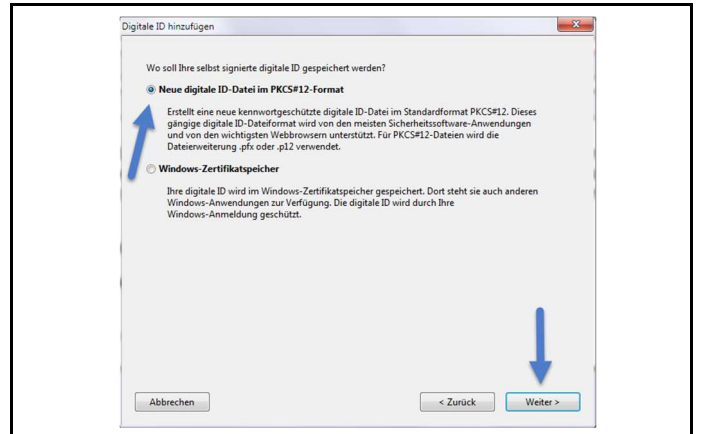 Digitale ID hinzufügen
Wo soll Ihre selbst signierte digitale ID gespeichert werden?
Neue digitale ID-Datei im PKCS#12-Format
Erstellt eine neue kennwortgeschützte digitale ID-Datei im Standardformat PKCS#12. Dieses
gängige digitale ID-Dateiformat wird von den meisten Sicherheitssoftware-Anwendungen
und von den wichtigsten Webbrowsern unterstützt. Für PKCS#12-Dateien wird die
Dateierweiterung .pfx oder .p12 verwendet.
Windows-Zertifikatspeicher
Ihre digitale ID wird im Windows-Zertifikatspeicher gespeichert. Dort steht sie auch anderen
Windows-Anwendungen zur Verfügung. Die digitale ID wird durch Ihre
Windows-Anmeldung geschützt.
Abbrechen < Zurück Weiter >